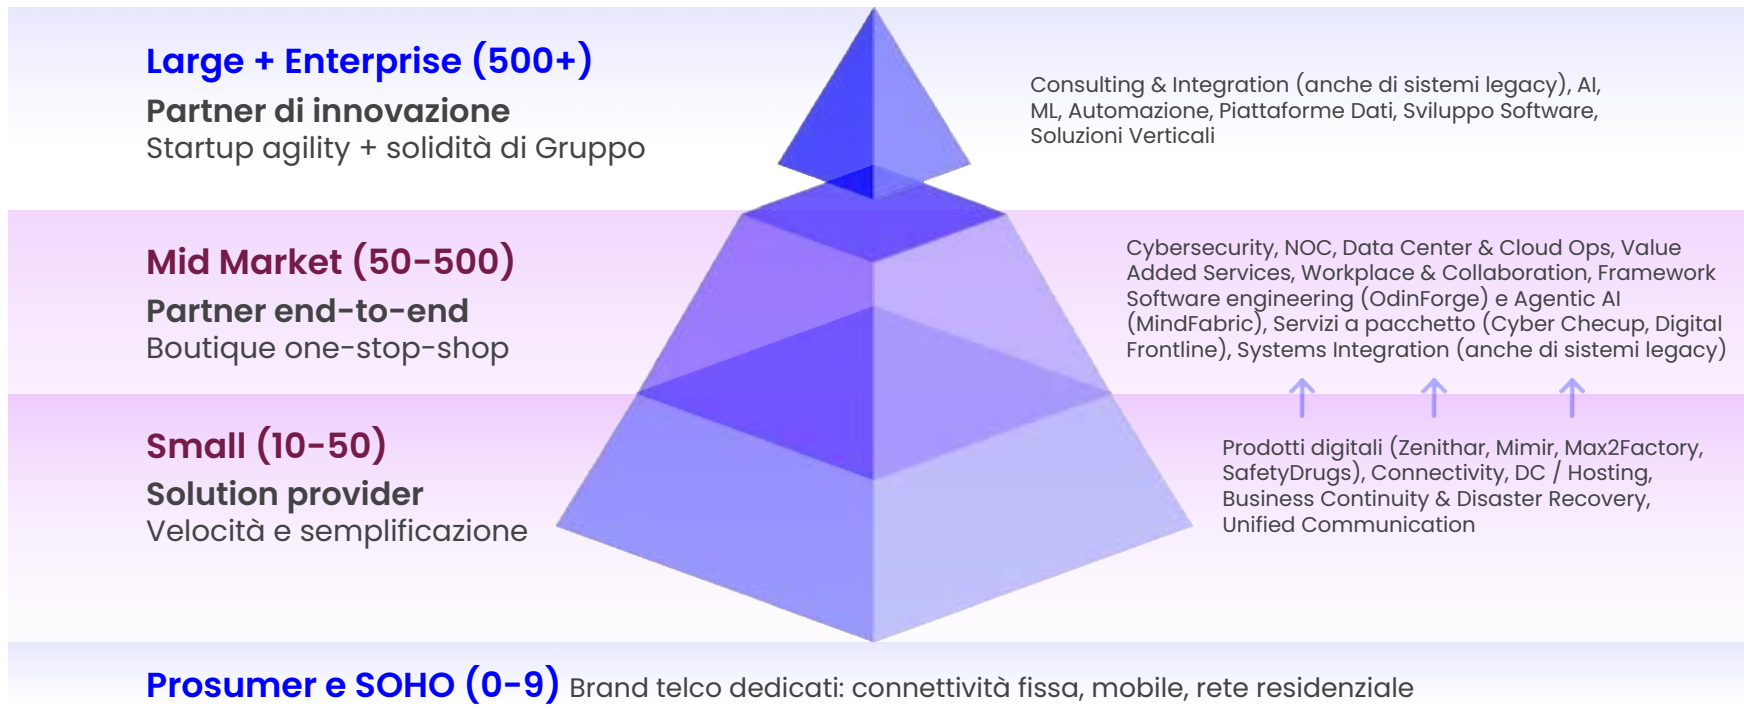 Large + Enterprise (500+)
Partner di innovazione
Startup agility + solidità di Gruppo
Consulting & Integration (anche di sistemi legacy), AI,
ML, Automazione, Piattaforme Dati, Sviluppo Software,
Soluzioni Verticali
Mid Market (50-500)
Partner end-to-end
Boutique one-stop-shop
Cybersecurity, NOC, Data Center & Cloud Ops, Value
Added Services, Workplace & Collaboration, Framework
Software engineering (OdinForge) e Agentic AI
(MindFabric), Servizi a pacchetto (Cyber Checup, Digital
Frontline), Systems Integration (anche di sistemi legacy)
Small (10-50)
Solution provider
Velocità e semplificazione
Prodotti digitali (Zenithar, Mimir, Max2Factory,
SafetyDrugs), Connectivity, DC / Hosting,
Business Continuity & Disaster Recovery,
Unified Communication
Prosumer e SOHO (0-9) Brand telco dedicati: connettività fissa, mobile, rete residenziale